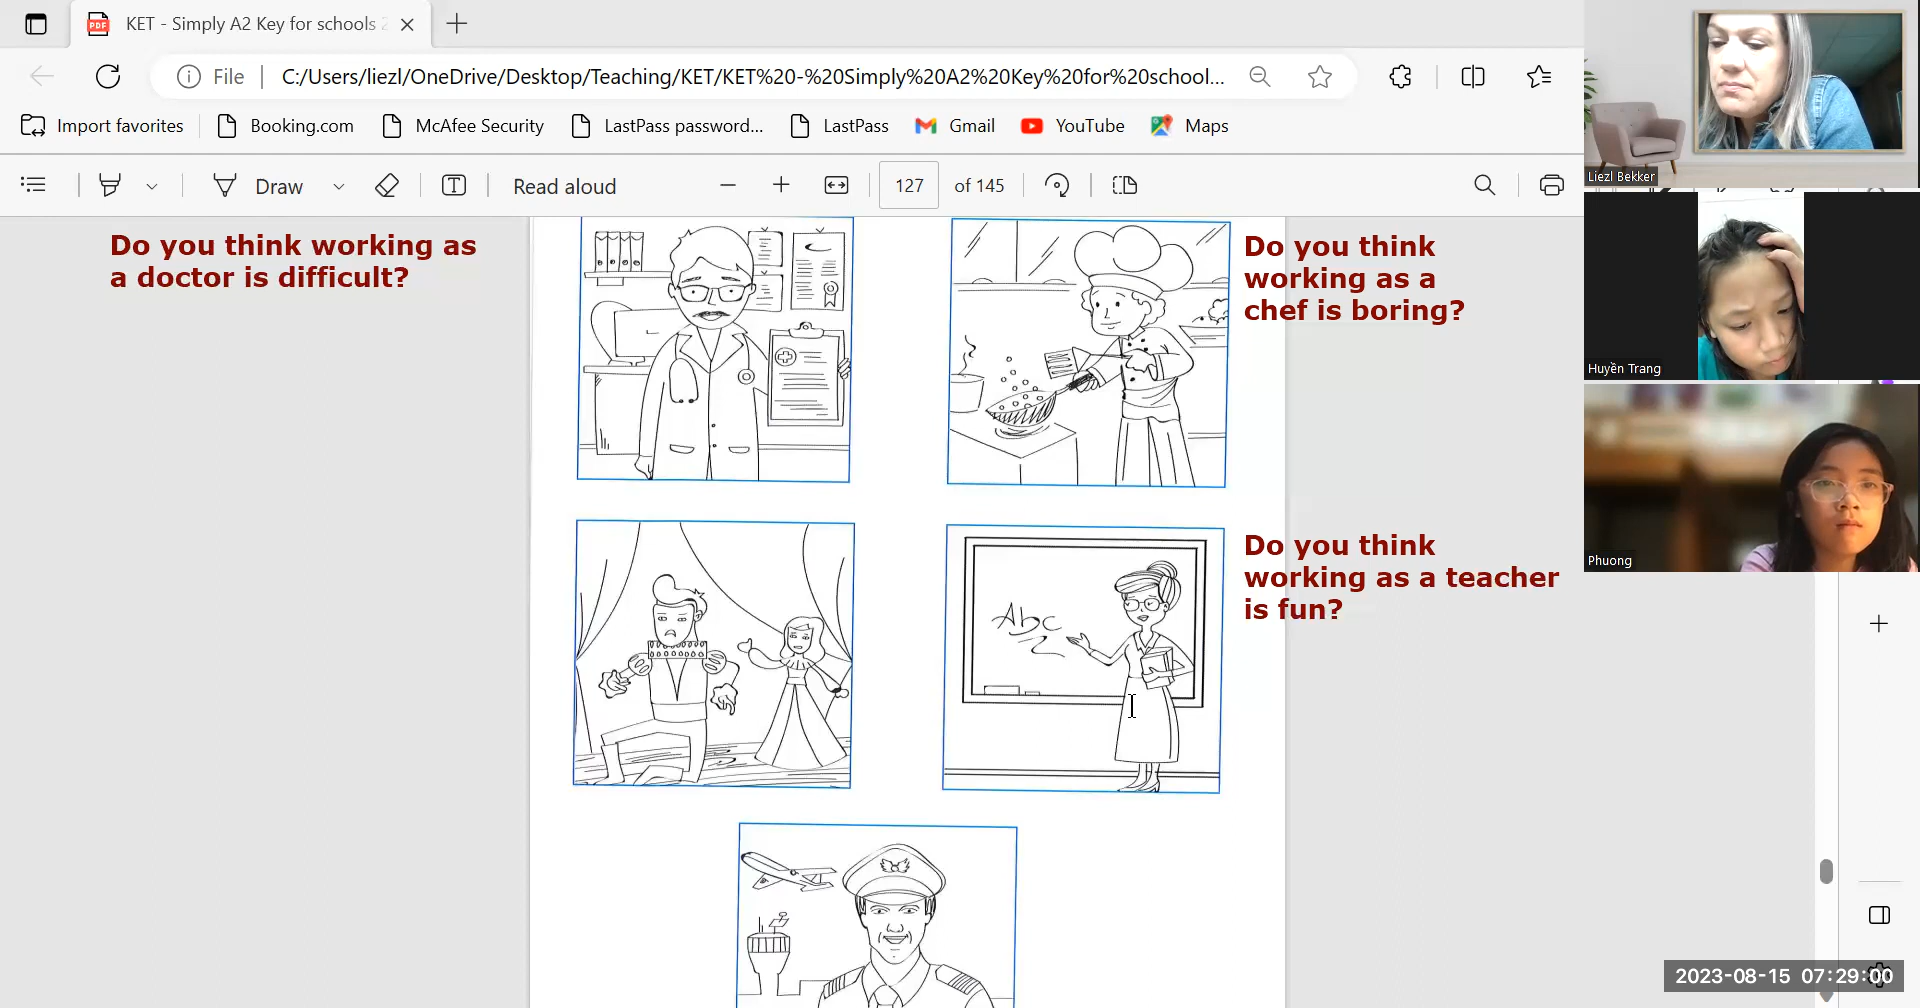 KET - Simply A2 Key for schools 2
File
C:/Users/liezl/OneDrive/Desktop/Teaching/KET/KET%20-%20Simply%20A2%20Key%20for%20school...
Import favorites
Booking.com
McAfee Security
LastPass password...
LastPass
Gmail
YouTube
Maps
Draw
Read aloud
127
of 145
Do you think working as
a doctor is difficult?
Do you think
working as a
chef is boring?
Do you think
working as a teacher
is fun?
Abc
Liezl Bekker
Huyền Trang
Phuong
2023-08-15 07:29:00